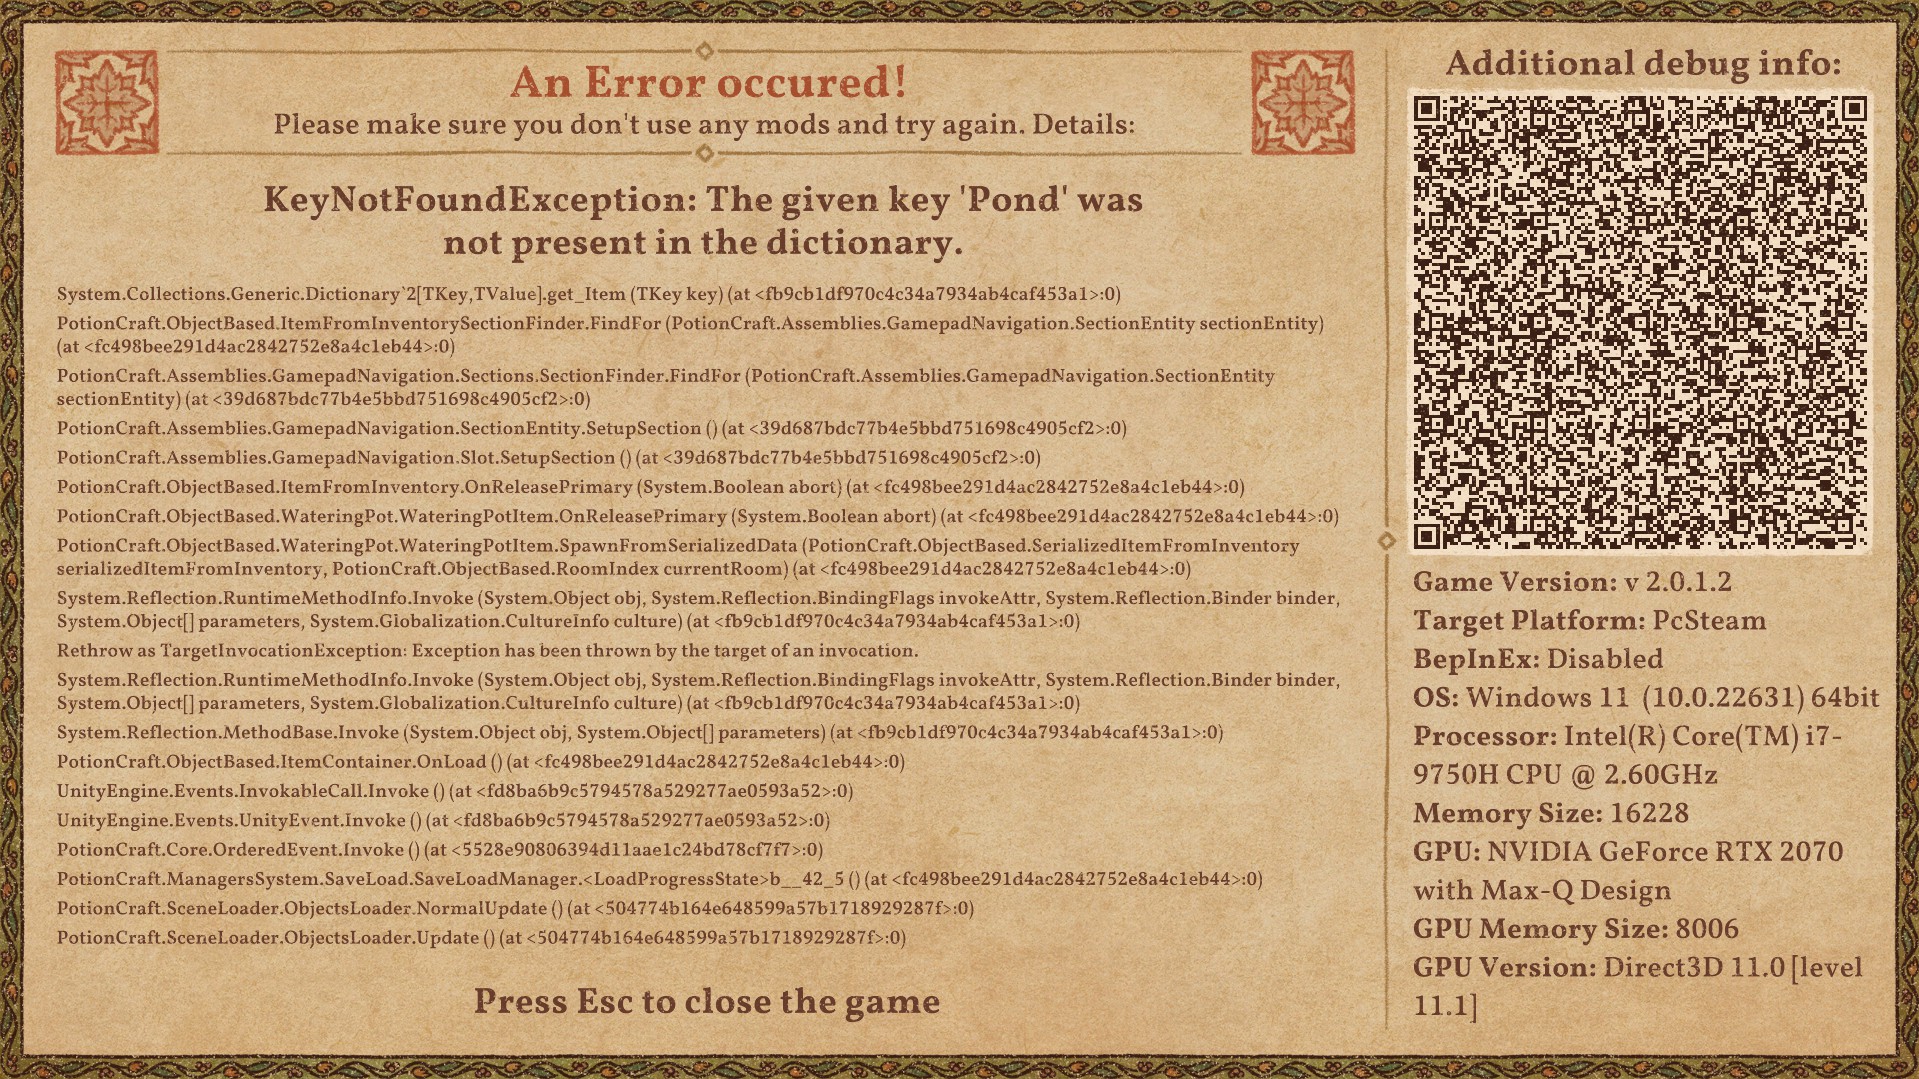 An Error occured!
Please make sure you don't use any mods and try again. Details:
KeyNotFoundException: The given key 'Pond' was
not present in the dictionary.
System.Collections.Generic.Dictionary`2[TKey,TValue].get_Item (TKey key) (at <fb9cb1df970c4c34a7934ab4caf453a1>:0)
PotionCraft.ObjectBased.ItemFromInventorySectionFinder.FindFor (PotionCraft.Assemblies.GamepadNavigation.SectionEntity sectionEntity)
(at <fc498bee291d4ac2842752e8a4c1eb44>:0)
PotionCraft.Assemblies.GamepadNavigation.Sections.SectionFinder.FindFor (PotionCraft.Assemblies.GamepadNavigation.SectionEntity
sectionEntity) (at <39d687bdc77b4e5bbd751698c4905cf2>:0)
PotionCraft.Assemblies.GamepadNavigation.SectionEntity.SetupSection () (at <39d687bdc77b4e5bbd751698c4905cf2>:0)
PotionCraft.Assemblies.GamepadNavigation.Slot.SetupSection () (at <39d687bdc77b4e5bbd751698c4905cf2>:0)
PotionCraft.ObjectBased.ItemFromInventory.OnReleasePrimary (System.Boolean abort) (at <fc498bee291d4ac2842752e8a4c1eb44>:0)
PotionCraft.ObjectBased.WateringPot.WateringPotItem.OnReleasePrimary (System.Boolean abort) (at <fc498bee291d4ac2842752e8a4c1eb44>:0)
PotionCraft.ObjectBased.WateringPot.WateringPotItem.SpawnFromSerializedData (PotionCraft.ObjectBased.SerializedItemFromInventory
serializedItemFromInventory, PotionCraft.ObjectBased.RoomIndex currentRoom) (at <fc498bee291d4ac2842752e8a4c1eb44>:0)
System.Reflection.RuntimeMethodInfo.Invoke (System.Object obj, System.Reflection.BindingFlags invokeAttr, System.Reflection.Binder binder,
System.Object[] parameters, System.Globalization.CultureInfo culture) (at <fb9cb1df970c4c34a7934ab4caf453a1>:0)
Rethrow as TargetInvocationException: Exception has been thrown by the target of an invocation.
System.Reflection.RuntimeMethodInfo.Invoke (System.Object obj, System.Reflection.BindingFlags invokeAttr, System.Reflection.Binder binder,
System.Object[] parameters, System.Globalization.CultureInfo culture) (at <fb9cb1df970c4c34a7934ab4caf453a1>:0)
System.Reflection.MethodBase.Invoke (System.Object obj, System.Object[] parameters) (at <fb9cb1df970c4c34a7934ab4caf453a1>:0)
PotionCraft.ObjectBased.ItemContainer.OnLoad () (at <fc498bee291d4ac2842752e8a4c1eb44>:0)
UnityEngine.Events.InvokableCall.Invoke () (at <fd8ba6b9c5794578a529277ae0593a52>:0)
UnityEngine.Events.UnityEvent.Invoke () (at <fd8ba6b9c5794578a529277ae0593a52>:0)
PotionCraft.Core.OrderedEvent.Invoke () (at <5528e90806394d11aae1c24bd78cf7f7>:0)
PotionCraft.ManagersSystem.SaveLoad.SaveLoadManager.<LoadProgressState>b__42_5 () (at <fc498bee291d4ac2842752e8a4c1eb44>:0)
PotionCraft.SceneLoader.ObjectsLoader.NormalUpdate () (at <504774b164e648599a57b1718929287f>:0)
PotionCraft.SceneLoader.ObjectsLoader.Update () (at <504774b164e648599a57b1718929287f>:0)
Press Esc to close the game
Additional debug info:
Game Version: v 2.0.1.2
Target Platform: PcSteam
BepInEx: Disabled
OS: Windows 11 (10.0.22631) 64bit
Processor: Intel(R) Core(TM) i7-
9750H CPU @ 2.60GHz
Memory Size: 16228
GPU: NVIDIA GeForce RTX 2070
with Max-Q Design
GPU Memory Size: 8006
GPU Version: Direct3D 11.0 [level
11.1]